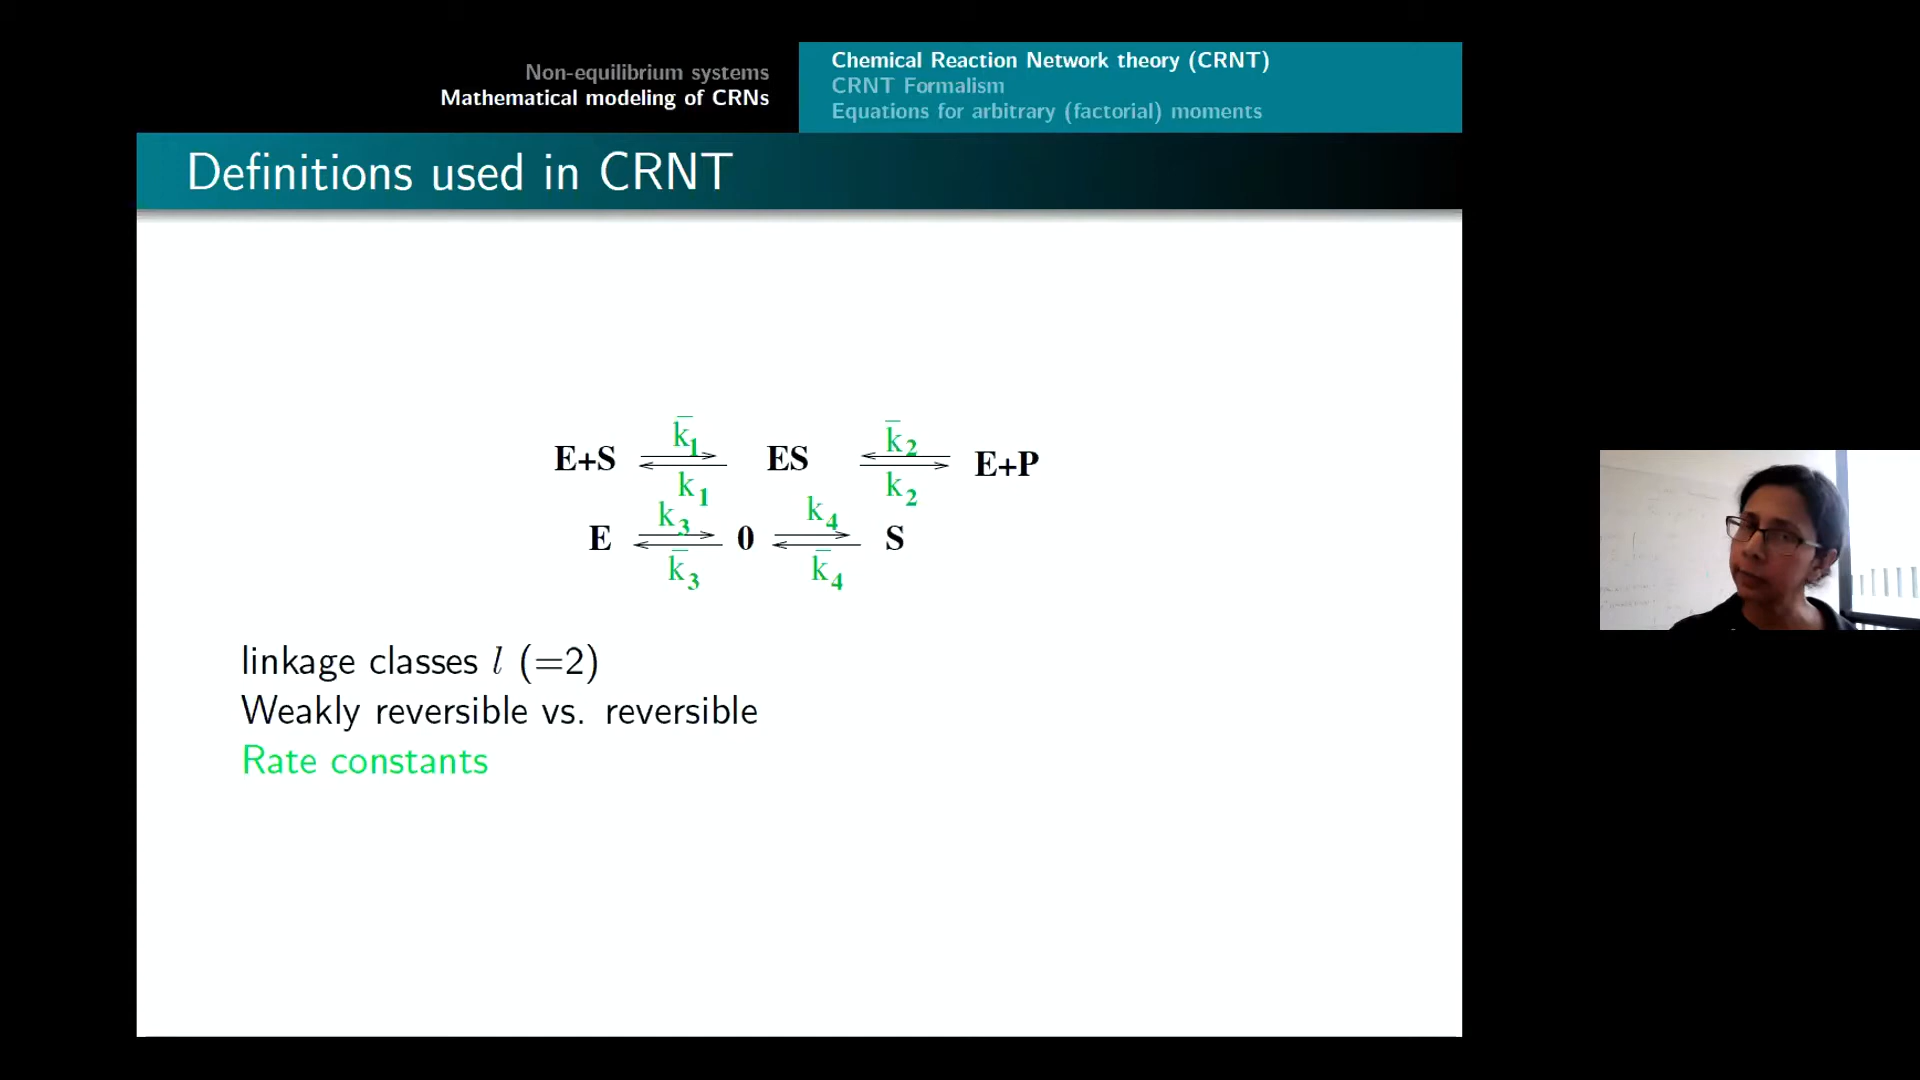 Non-equilibrium systems
Mathematical modeling of CRNs
Chemical Reaction Network theory (CRNT)
CRNT Formalism
Equations for arbitrary (factorial) moments
Definitions used in CRNT
k̄₁ k̄₂
E+S ⇌ ES ⇌ E+P
k₁ k₂
k₃ k₄
E ⇌ 0 ⇌ S
k̄₃ k̄₄
linkage classes l (=2)
Weakly reversible vs. reversible
Rate constants